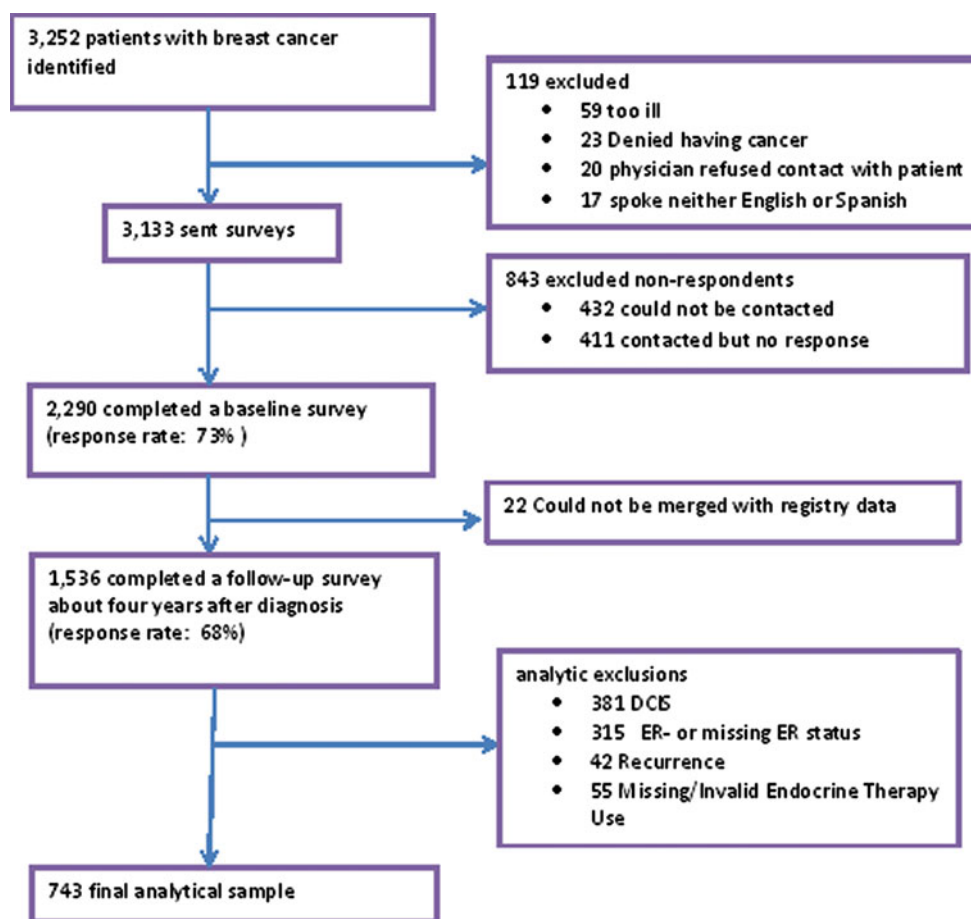 3,252 patients with breast cancer
identified
119 excluded
• 59 too ill
• 23 Denied having cancer
• 20 physician refused contact with patient
• 17 spoke neither English or Spanish
3,133 sent surveys
843 excluded non-respondents
• 432 could not be contacted
• 411 contacted but no response
2,290 completed a baseline survey
(response rate: 73% )
22 Could not be merged with registry data
1,536 completed a follow-up survey
about four years after diagnosis
(response rate: 68%)
analytic exclusions
• 381 DCIS
• 315 ER- or missing ER status
• 42 Recurrence
• 55 Missing/Invalid Endocrine Therapy
Use
743 final analytical sample